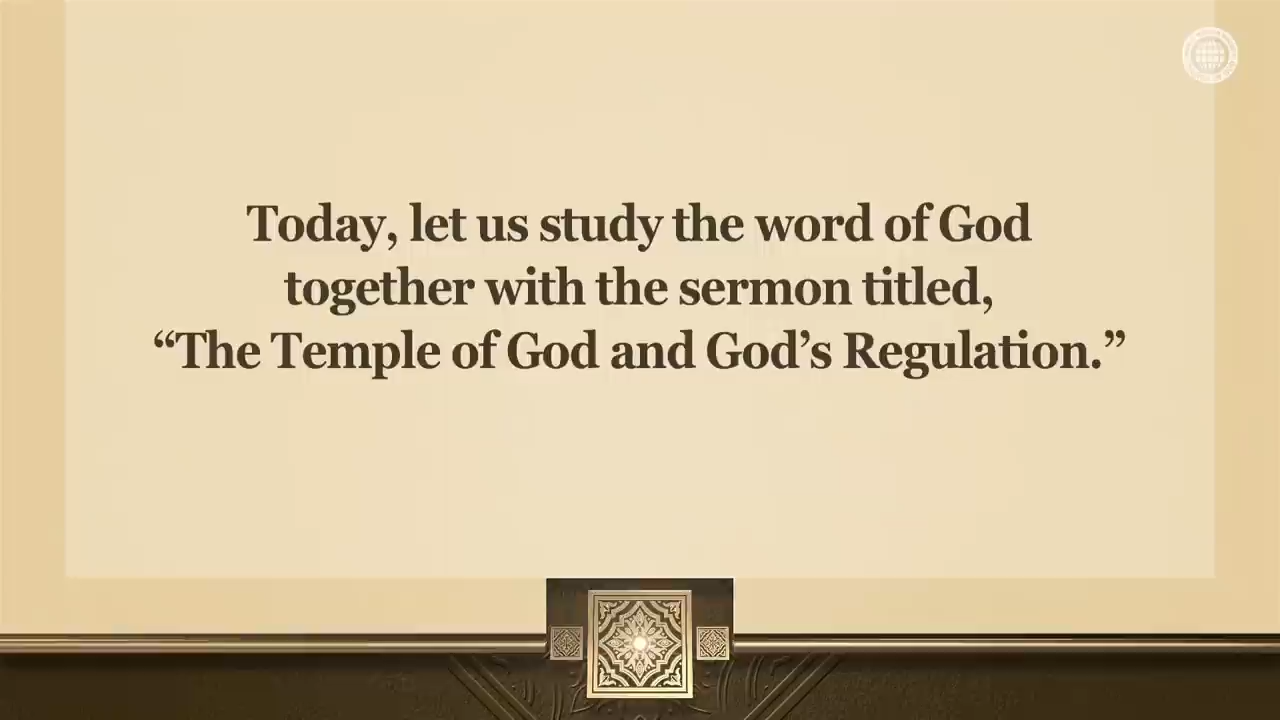 Today, let us study the word of God
together with the sermon titled,
“The Temple of God and God’s Regulation.”